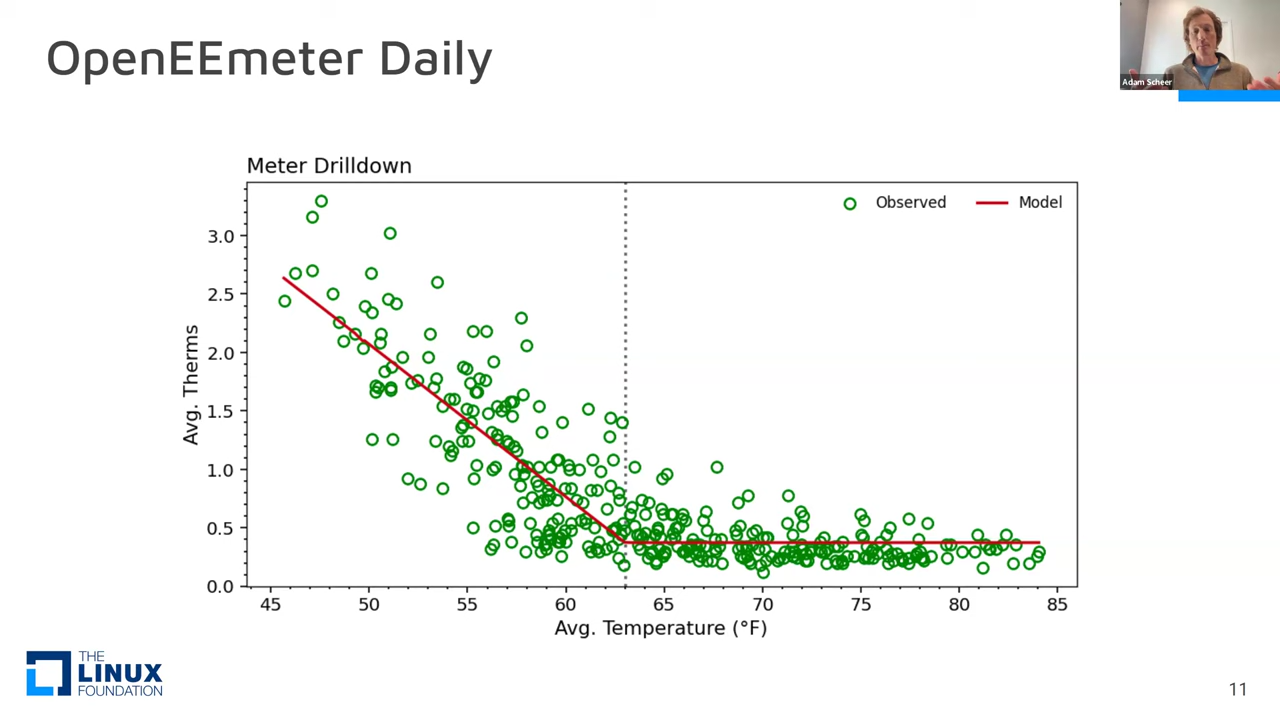 OpenEEmeter Daily
Adam Scheer
Meter Drilldown
Observed
Model
3.0
2.5
2.0
1.5
1.0
0.5
0.0
Avg. Therms
45 50 55 60 65 70 75 80 85
Avg. Temperature (°F)
THE
LINUX
FOUNDATION
11